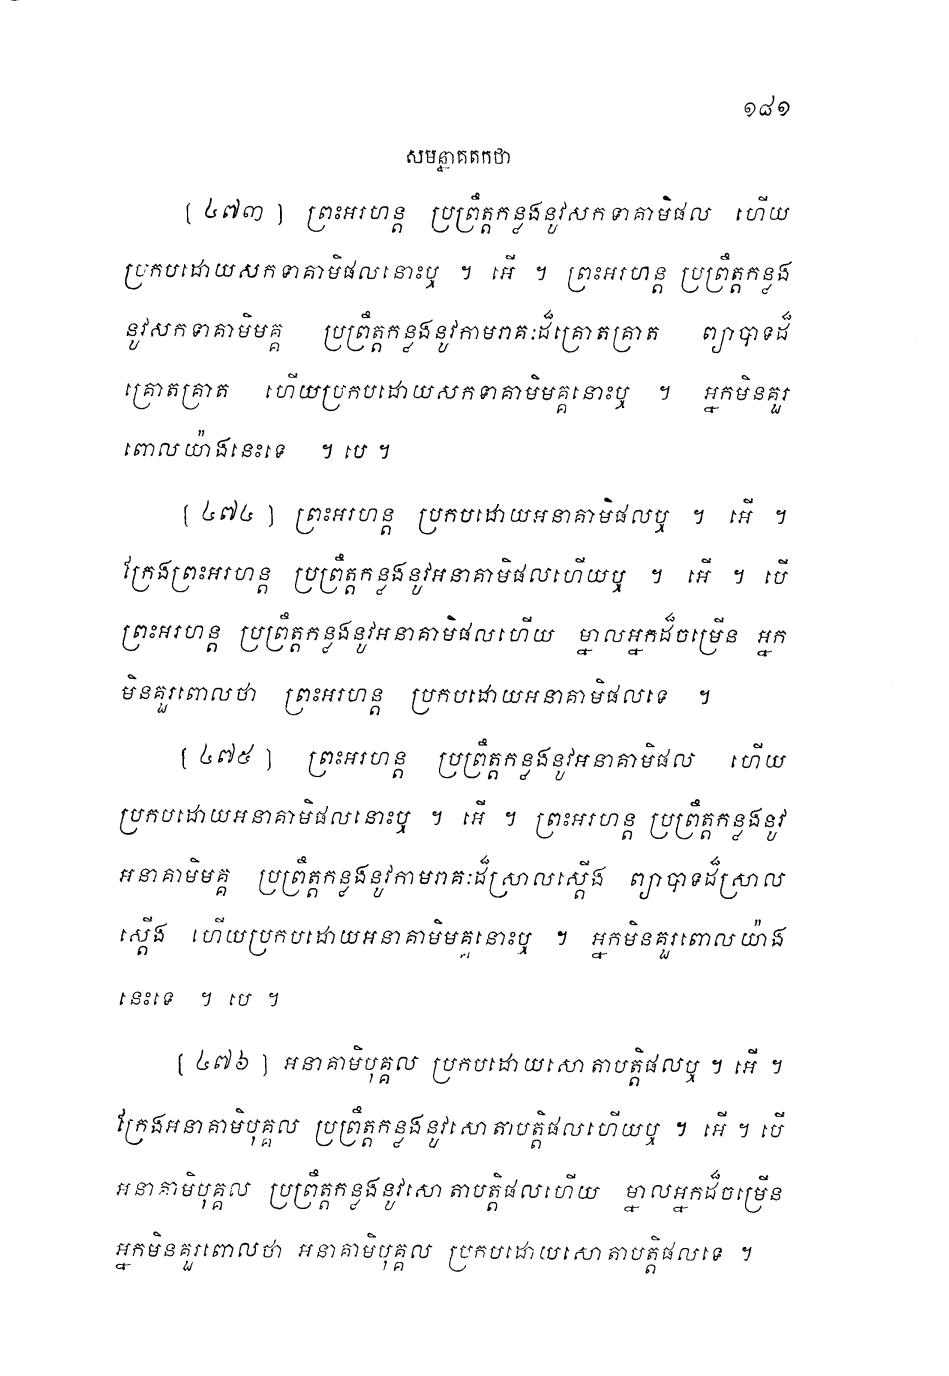 ១៨១
សមន្នាគតកថា
[ ៤៧៣ ] ព្រះអរហន្ត ប្រព្រឹត្តកន្លងនូវសកទាគាមិផល ហើយ
ប្រកបដោយសកទាគាមិផលនោះឬ ។ អើ ។ ព្រះអរហន្ត ប្រព្រឹត្តកន្លង
នូវសកទាគាមិមគ្គ ប្រព្រឹត្តកន្លងនូវកាមរាគៈដ៏គ្រោតគ្រាត ព្យាបាទដ៏
គ្រោតគ្រាត ហើយប្រកបដោយសកទាគាមិមគ្គនោះឬ ។ អ្នកមិនគួរ
ពោលយ៉ាងនេះទេ ។ បេ ។
[ ៤៧៤ ] ព្រះអរហន្ត ប្រកបដោយអនាគាមិផលឬ ។ អើ ។
ក្រែងព្រះអរហន្ត ប្រព្រឹត្តកន្លងនូវអនាគាមិផលហើយឬ ។ អើ ។ បើ
ព្រះអរហន្ត ប្រព្រឹត្តកន្លងនូវអនាគាមិផលហើយ ម្នាលអ្នកដ៏ចម្រើន អ្នក
មិនគួរពោលថា ព្រះអរហន្ត ប្រកបដោយអនាគាមិផលទេ ។
[ ៤៧៥ ] ព្រះអរហន្ត ប្រព្រឹត្តកន្លងនូវអនាគាមិផល ហើយ
ប្រកបដោយអនាគាមិផលនោះឬ ។ អើ ។ ព្រះអរហន្ត ប្រព្រឹត្តកន្លងនូវ
អនាគាមិមគ្គ ប្រព្រឹត្តកន្លងនូវកាមរាគៈដ៏ស្រាលស្តើង ព្យាបាទដ៏ស្រាល
ស្តើង ហើយប្រកបដោយអនាគាមិមគ្គនោះឬ ។ អ្នកមិនគួរពោលយ៉ាង
នេះទេ ។ បេ ។
[ ៤៧៦ ] អនាគាមិបុគ្គល ប្រកបដោយសោតាបត្តិផលឬ ។ អើ ។
ក្រែងអនាគាមិបុគ្គល ប្រព្រឹត្តកន្លងនូវសោតាបត្តិផលហើយឬ ។ អើ ។ បើ
អនាគាមិបុគ្គល ប្រព្រឹត្តកន្លងនូវសោតាបត្តិផលហើយ ម្នាលអ្នកដ៏ចម្រើន
អ្នកមិនគួរពោលថា អនាគាមិបុគ្គល ប្រកបដោយសោតាបត្តិផលទេ ។